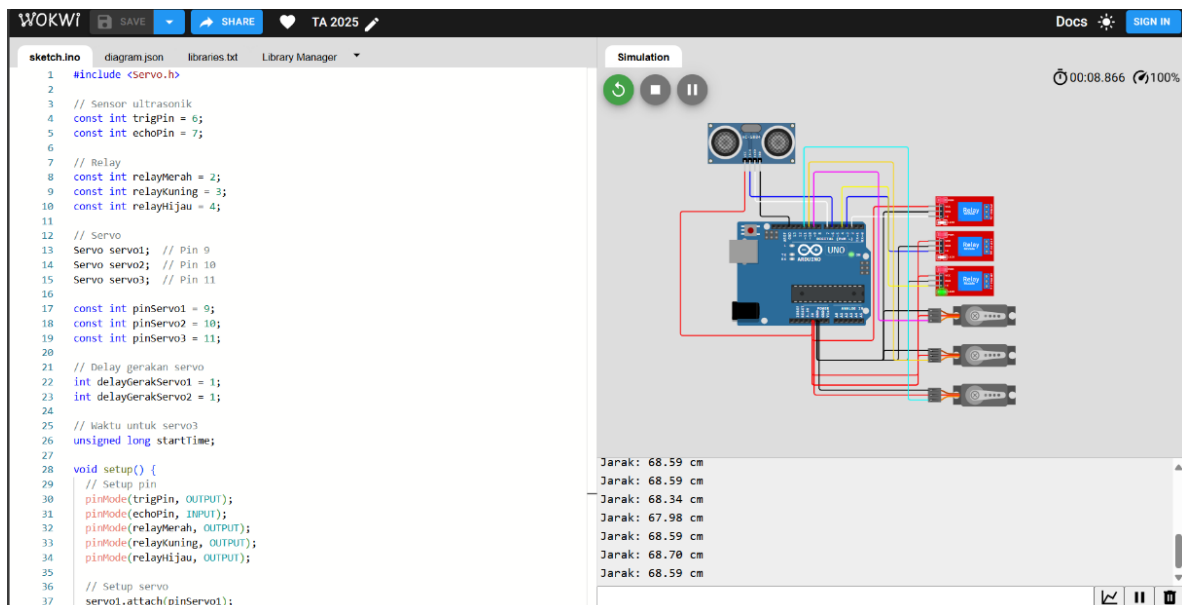 WOKWi SAVE SHARE TA 2025 Docs SIGN IN
sketch.ino diagram.json libraries.txt Library Manager
1 #include <Servo.h>
2
3 // Sensor ultrasonik
4 const int trigPin = 6;
5 const int echoPin = 7;
6
7 // Relay
8 const int relayMerah = 2;
9 const int relayKuning = 3;
10 const int relayHijau = 4;
11
12 // Servo
13 Servo servo1;  // Pin 9
14 Servo servo2;  // Pin 10
15 Servo servo3;  // Pin 11
16
17 const int pinServo1 = 9;
18 const int pinServo2 = 10;
19 const int pinServo3 = 11;
20
21 // Delay gerakan servo
22 int delayGerakServo1 = 1;
23 int delayGerakServo2 = 1;
24
25 // Waktu untuk servo3
26 unsigned long startTime;
27
28 void setup() {
29 // Setup pin
30 pinMode(trigPin, OUTPUT);
31 pinMode(echoPin, INPUT);
32 pinMode(relayMerah, OUTPUT);
33 pinMode(relayKuning, OUTPUT);
34 pinMode(relayHijau, OUTPUT);
35
36 // Setup servo
37 servo1.attach(pinServo1);
Simulation
00:08.866 100%
UNO
ARDUINO
Relay
Relay
Relay
Jarak: 68.59 cm
Jarak: 68.59 cm
Jarak: 68.34 cm
Jarak: 67.98 cm
Jarak: 68.59 cm
Jarak: 68.70 cm
Jarak: 68.59 cm